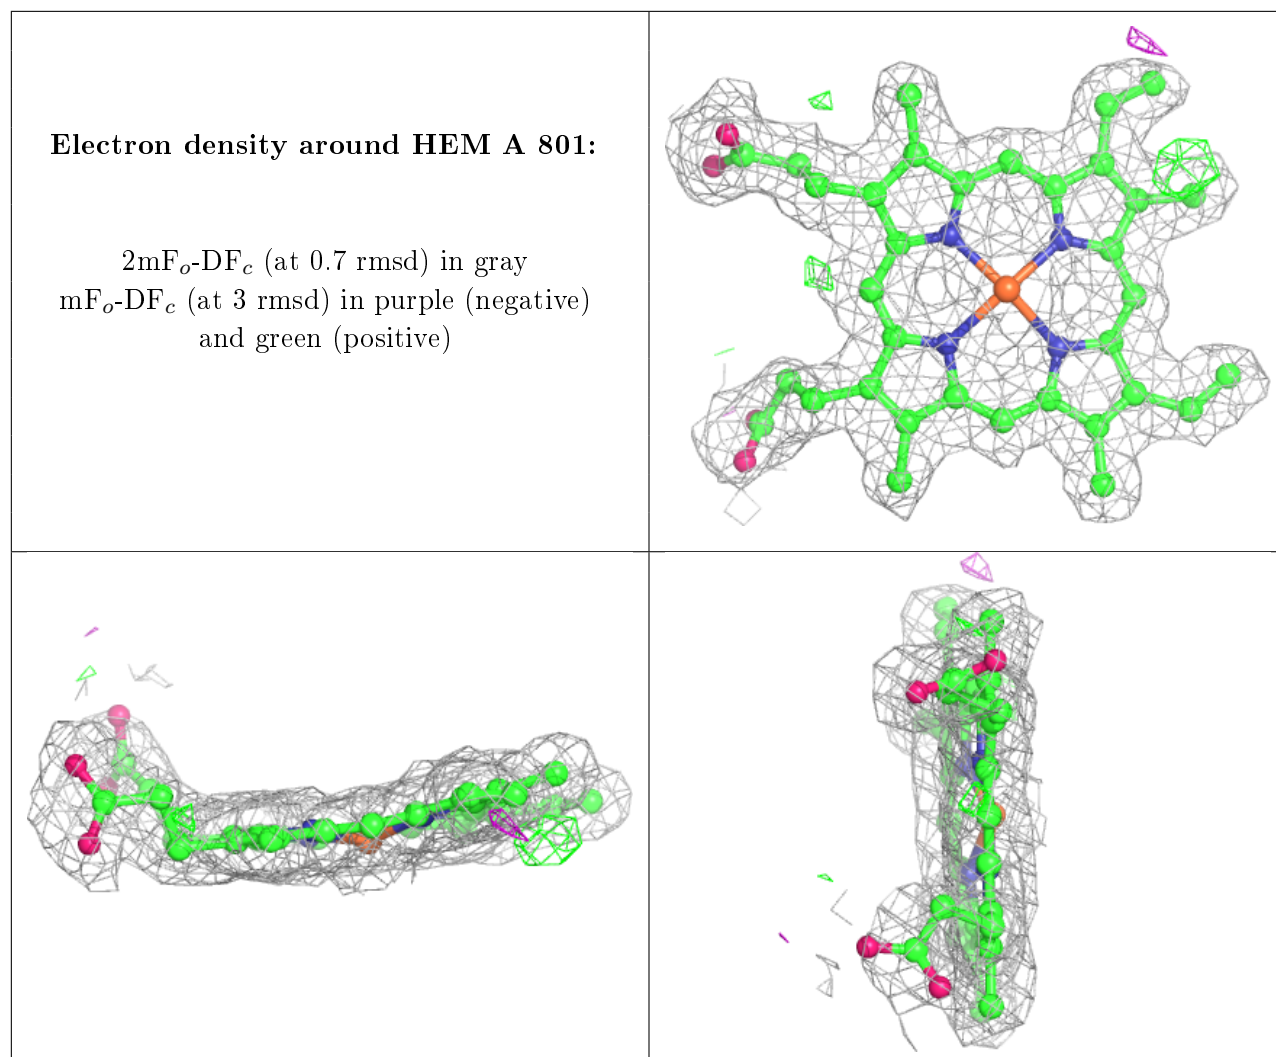 Electron density around HEM A 801:
2mFₒ-DF𝒸 (at 0.7 rmsd) in gray
mFₒ-DF𝒸 (at 3 rmsd) in purple (negative)
and green (positive)